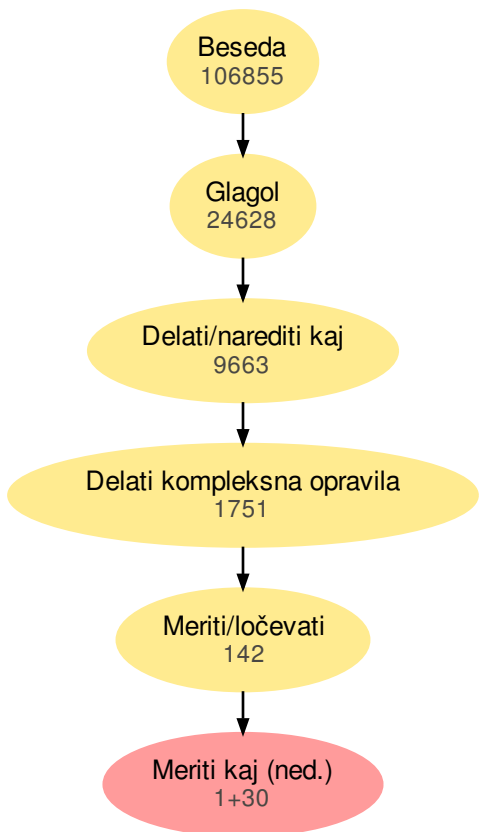 Beseda
106855
Glagol
24628
Delati/narediti kaj
9663
Delati kompleksna opravila
1751
Meriti/ločevati
142
Meriti kaj (ned.)
1+30